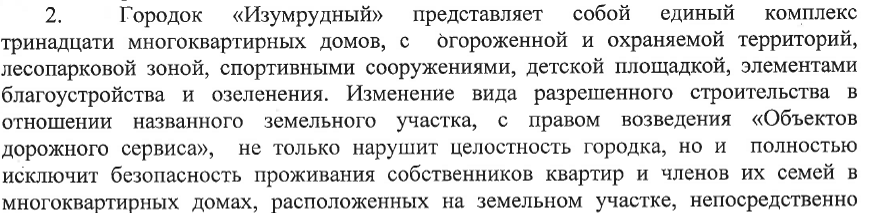 2. Городок «Изумрудный» представляет собой единый комплекс
тринадцати многоквартирных домов, с огороженной и охраняемой территорий,
лесопарковой зоной, спортивными сооружениями, детской площадкой, элементами
благоустройства и озеленения. Изменение вида разрешенного строительства в
отношении названного земельного участка, с правом возведения «Объектов
дорожного сервиса», не только нарушит целостность городка, но и полностью
исключит безопасность проживания собственников квартир и членов их семей в
многоквартирных домах, расположенных на земельном участке, непосредственно